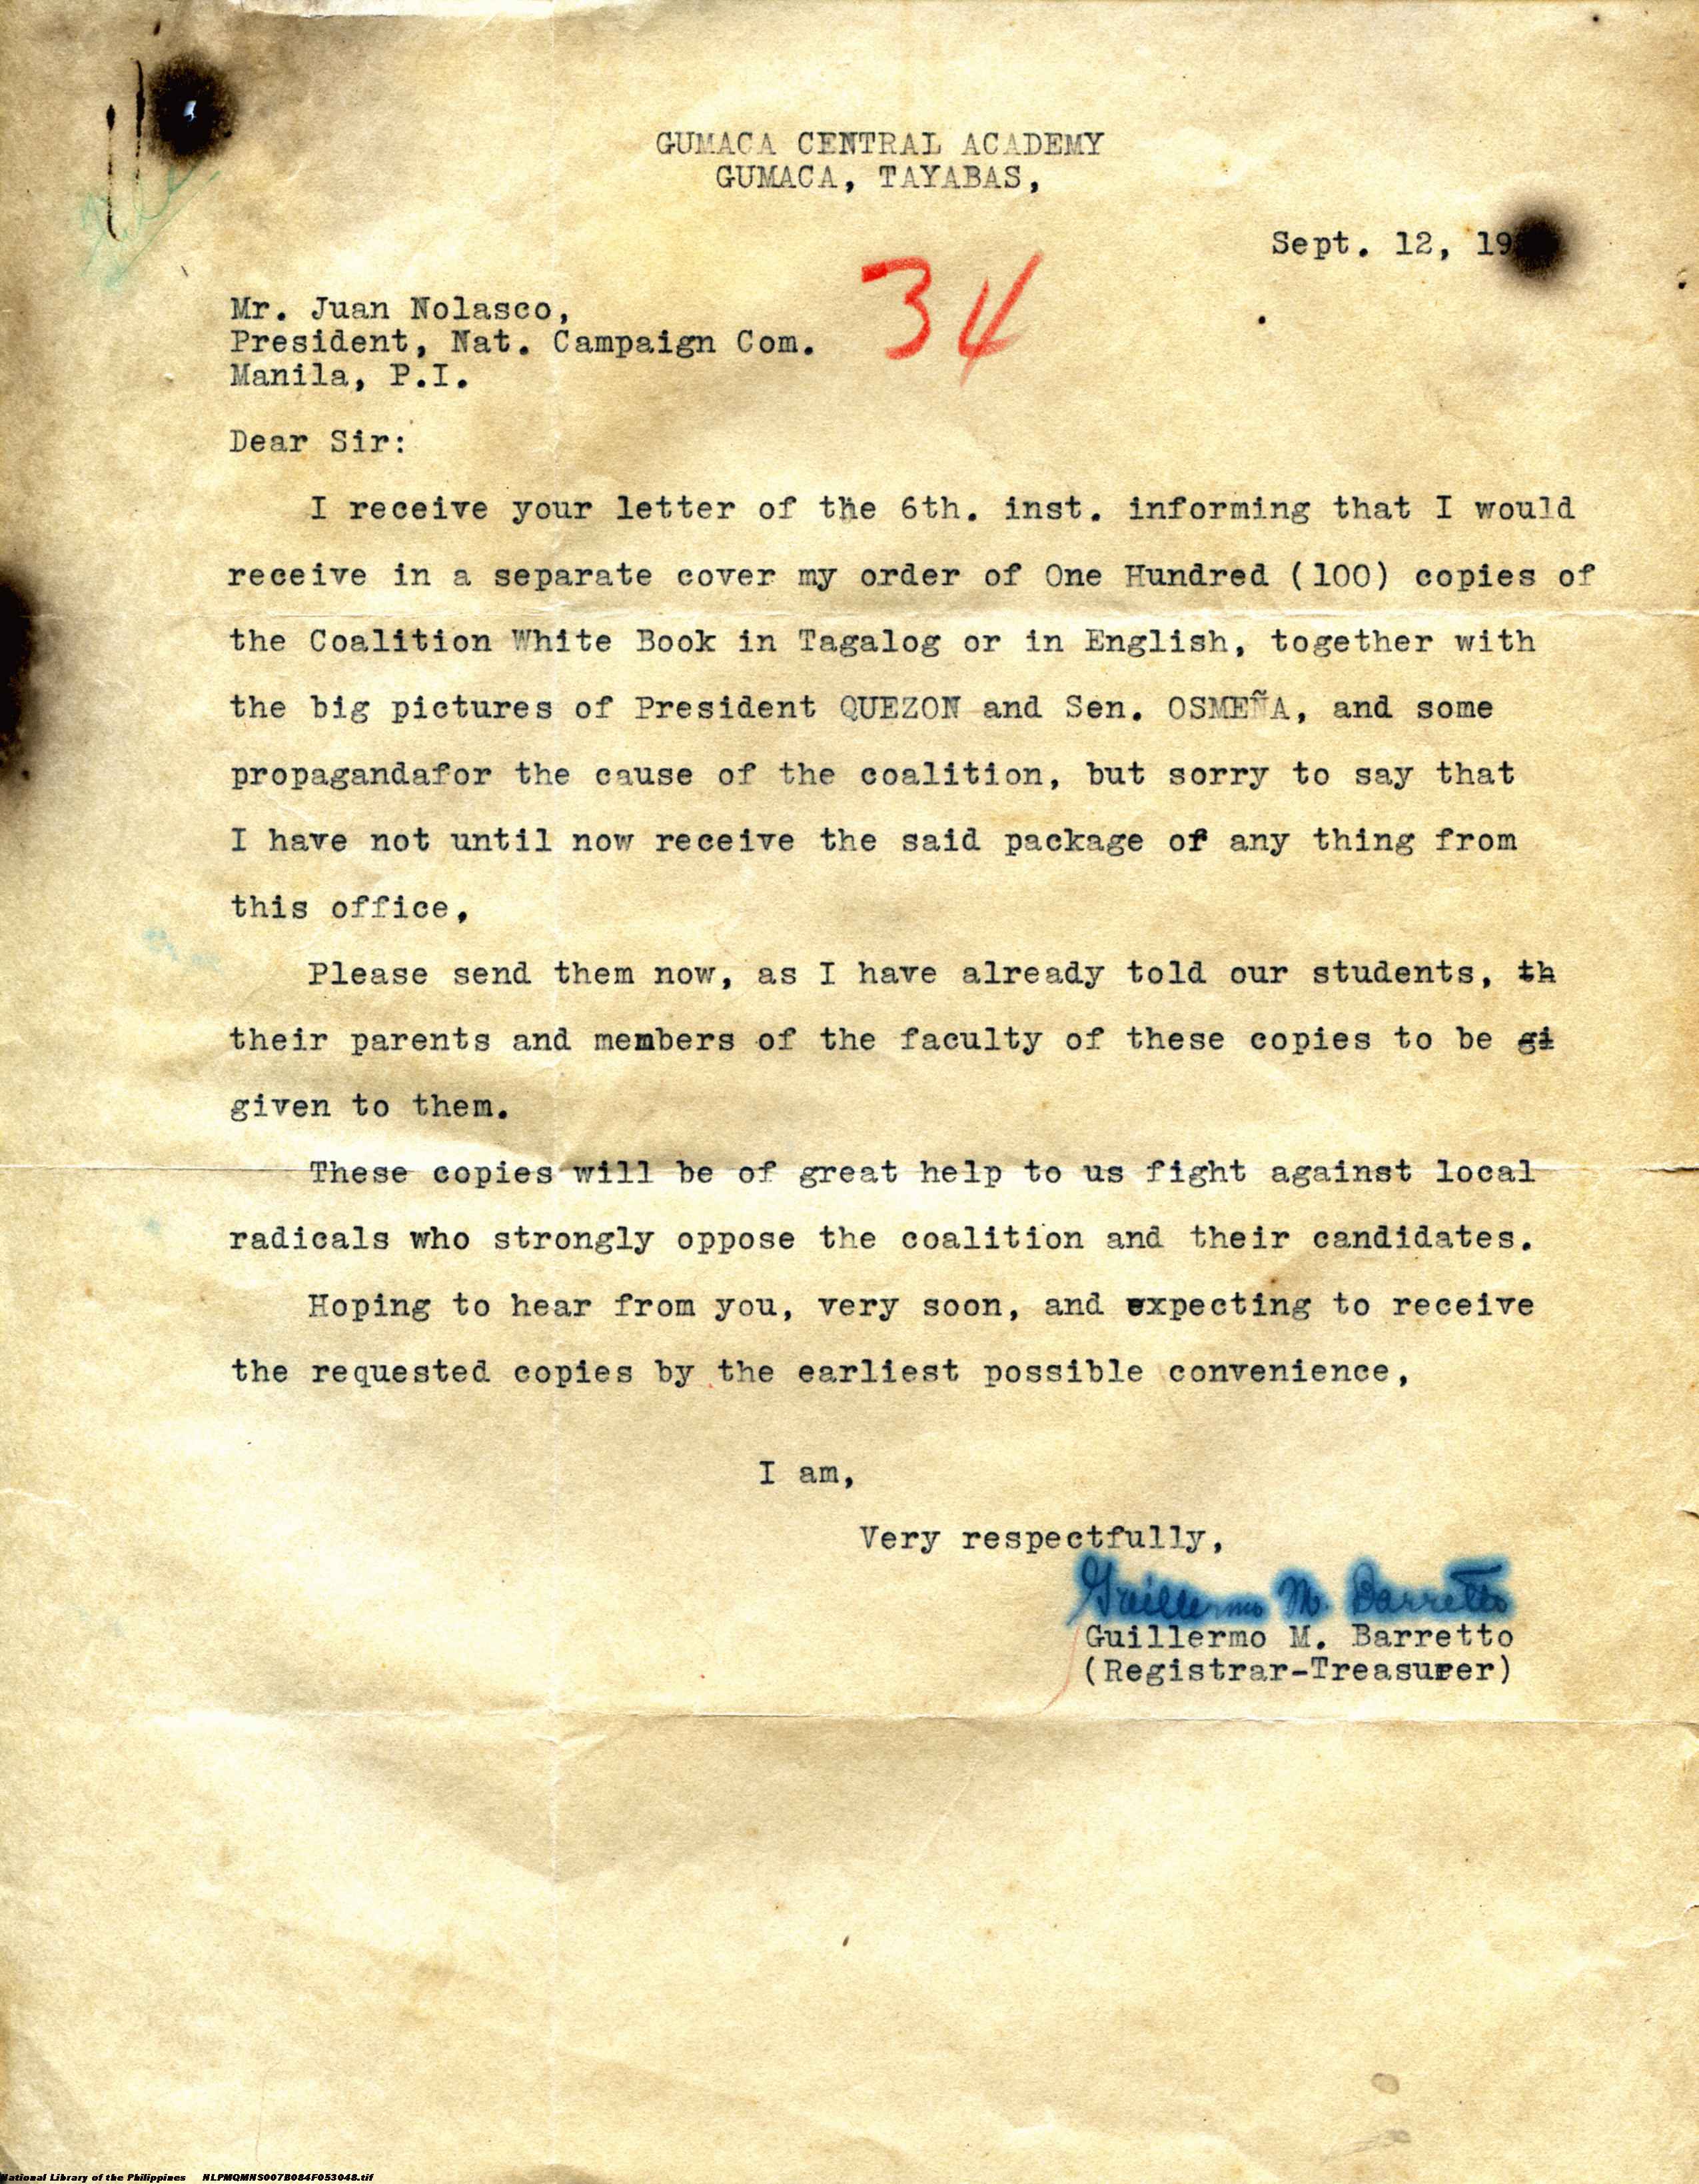 GUMACA CENTRAL ACADEMY
GUMACA, TAYABAS,
Sept. 12, 19
34
Mr. Juan Nolasco,
President, Nat. Campaign Com.
Manila, P.I.
Dear Sir:
I receive your letter of the 6th. inst. informing that I would
receive in a separate cover my order of One Hundred (100) copies of
the Coalition White Book in Tagalog or in English, together with
the big pictures of President QUEZON and Sen. OSMEÑA, and some
propagandafor the cause of the coalition, but sorry to say that
I have not until now receive the said package of any thing from
this office,
Please send them now, as I have already told our students, th
their parents and members of the faculty of these copies to be gi
given to them.
These copies will be of great help to us fight against local
radicals who strongly oppose the coalition and their candidates.
Hoping to hear from you, very soon, and expecting to receive
the requested copies by the earliest possible convenience,
I am,
Very respectfully,
Guillermo M. Barretto
Guillermo M. Barretto
(Registrar-Treasurer)
National Library of the Philippines NLPMQMNS007B084F053048.tif